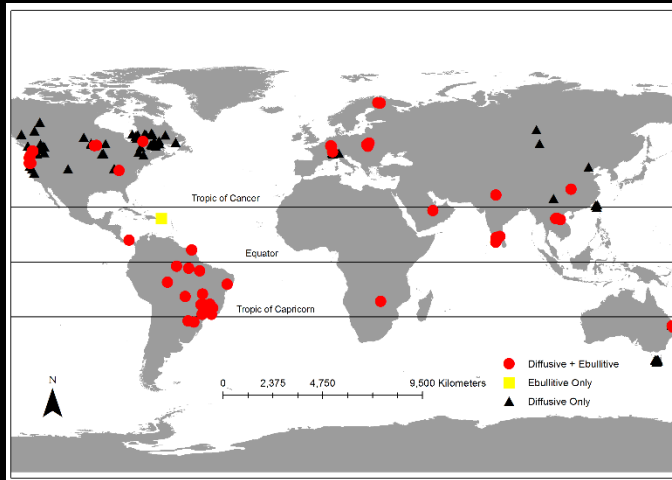 Tropic of Cancer
Equator
Tropic of Capricorn
N
0 2,375 4,750 9,500 Kilometers
Diffusive + Ebullitive
Ebullitive Only
Diffusive Only